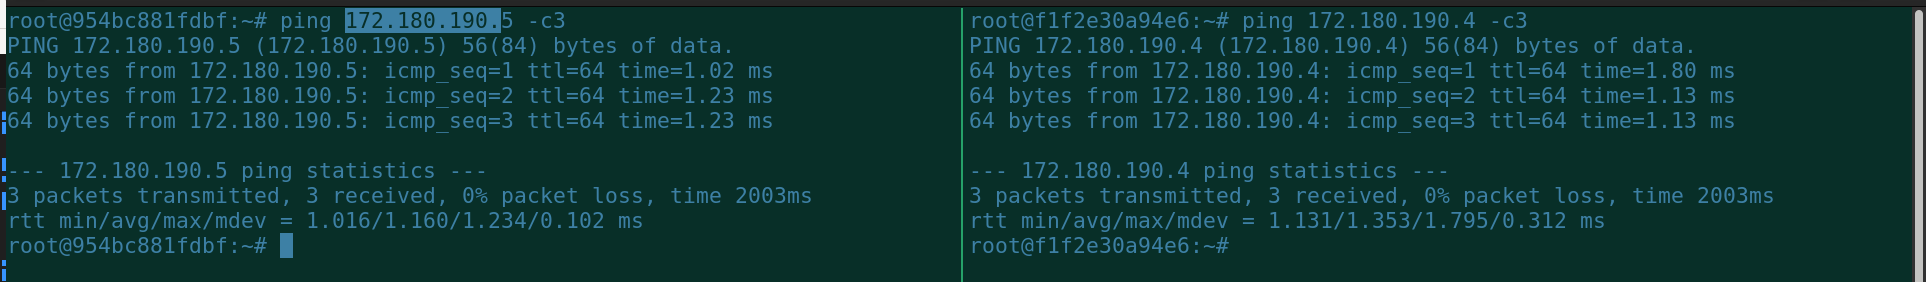 root@954bc881fdbf:~# ping 172.180.190.5 -c3
PING 172.180.190.5 (172.180.190.5) 56(84) bytes of data.
64 bytes from 172.180.190.5: icmp_seq=1 ttl=64 time=1.02 ms
64 bytes from 172.180.190.5: icmp_seq=2 ttl=64 time=1.23 ms
64 bytes from 172.180.190.5: icmp_seq=3 ttl=64 time=1.23 ms
--- 172.180.190.5 ping statistics ---
3 packets transmitted, 3 received, 0% packet loss, time 2003ms
rtt min/avg/max/mdev = 1.016/1.160/1.234/0.102 ms
root@954bc881fdbf:~#
root@f1f2e30a94e6:~# ping 172.180.190.4 -c3
PING 172.180.190.4 (172.180.190.4) 56(84) bytes of data.
64 bytes from 172.180.190.4: icmp_seq=1 ttl=64 time=1.80 ms
64 bytes from 172.180.190.4: icmp_seq=2 ttl=64 time=1.13 ms
64 bytes from 172.180.190.4: icmp_seq=3 ttl=64 time=1.13 ms
--- 172.180.190.4 ping statistics ---
3 packets transmitted, 3 received, 0% packet loss, time 2003ms
rtt min/avg/max/mdev = 1.131/1.353/1.795/0.312 ms
root@f1f2e30a94e6:~#